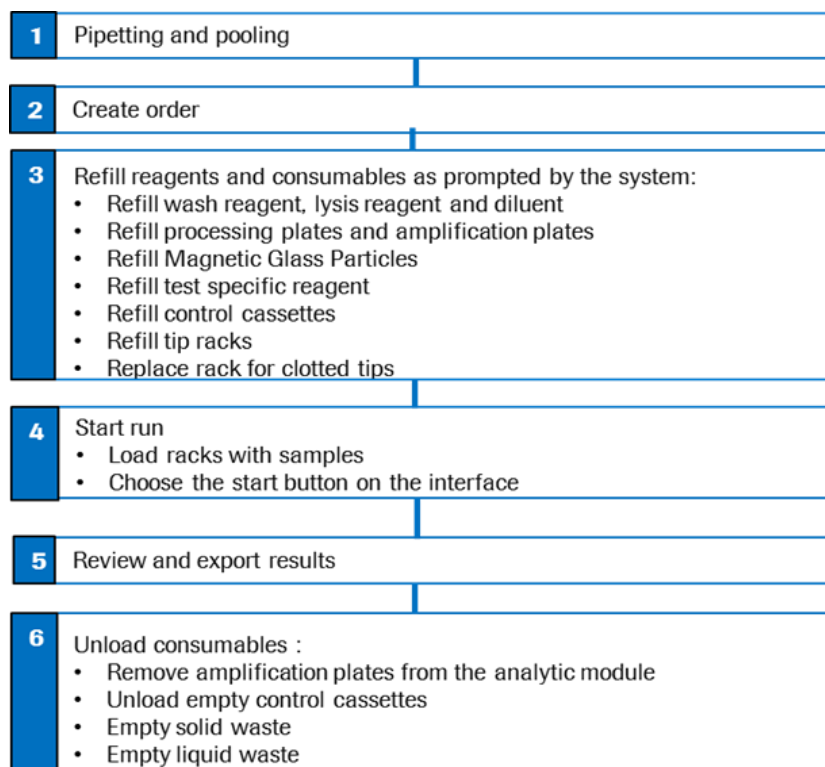 1 Pipetting and pooling
2 Create order
3 Refill reagents and consumables as prompted by the system:
• Refill wash reagent, lysis reagent and diluent
• Refill processing plates and amplification plates
• Refill Magnetic Glass Particles
• Refill test specific reagent
• Refill control cassettes
• Refill tip racks
• Replace rack for clotted tips
4 Start run
• Load racks with samples
• Choose the start button on the interface
5 Review and export results
6 Unload consumables :
• Remove amplification plates from the analytic module
• Unload empty control cassettes
• Empty solid waste
• Empty liquid waste